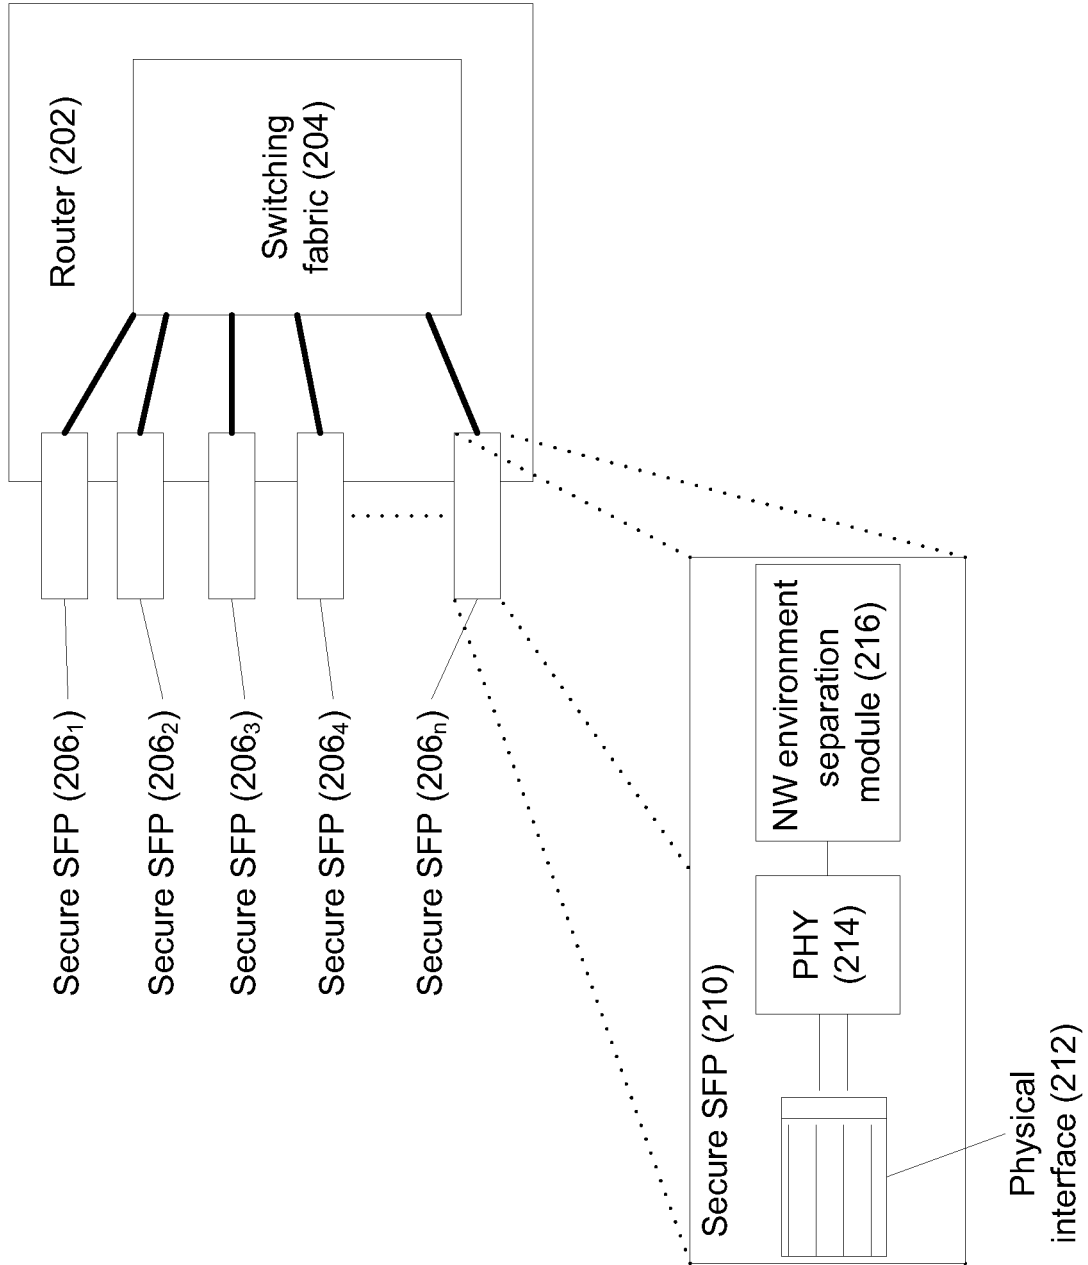 Router (202)
Switching
fabric (204)
Secure SFP (206₁)
Secure SFP (206₂)
Secure SFP (206₃)
Secure SFP (206₄)
Secure SFP (206ₙ)
Secure SFP (210)
Physical
interface (212)
PHY
(214)
NW environment
separation
module (216)